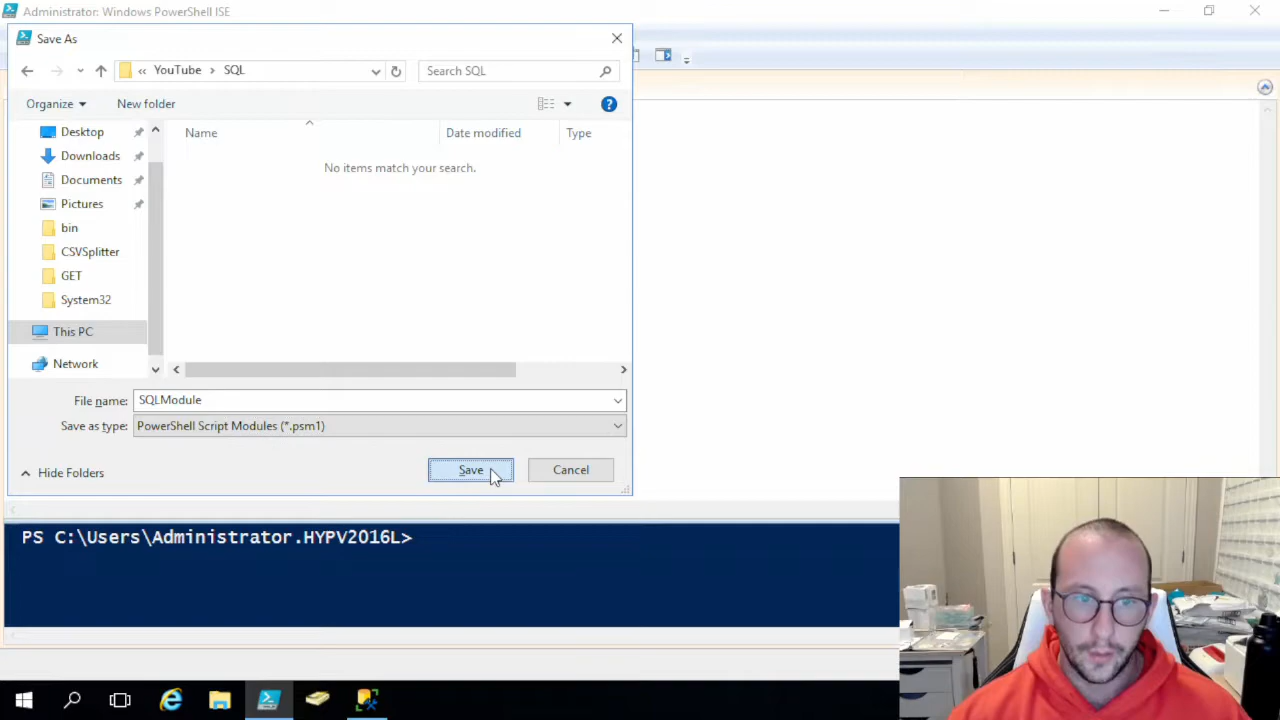 Administrator: Windows PowerShell ISE
Save As
« YouTube › SQL
Search SQL
Organize
New folder
Name
Date modified
Type
No items match your search.
Desktop
Downloads
Documents
Pictures
bin
CSVSplitter
GET
System32
This PC
Network
File name: SQLModule
Save as type: PowerShell Script Modules (*.psm1)
Hide Folders
Save
Cancel
PS C:\Users\Administrator.HYPV2016L>